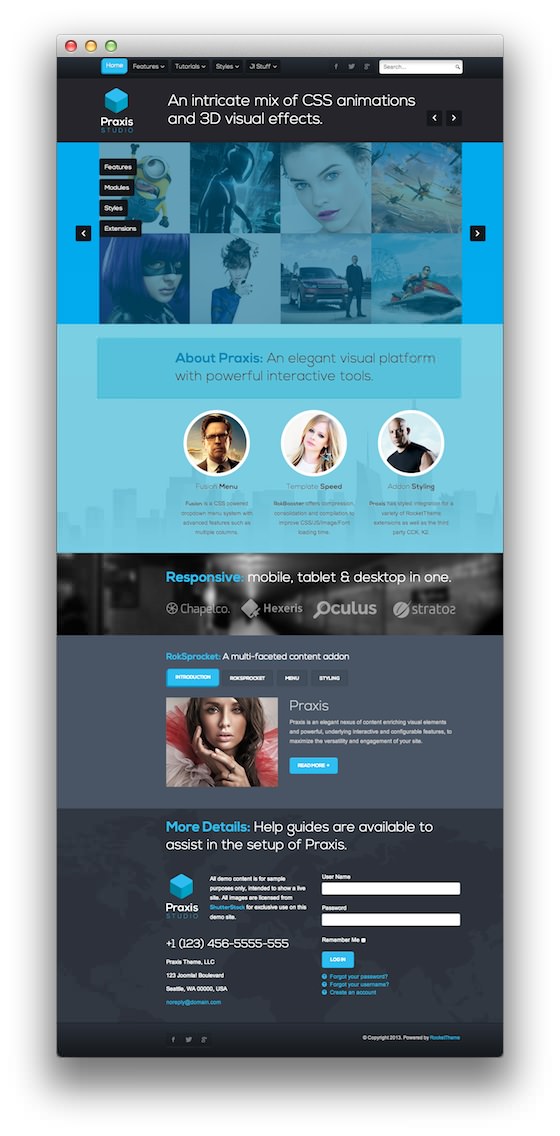 Home Features Tutorials Styles J! Stuff Search...
Praxis
STUDIO
An intricate mix of CSS animations
and 3D visual effects.
Features
Modules
Styles
Extensions
About Praxis: An elegant visual platform
with powerful interactive tools.
Fusion Menu
Fusion is a CSS powered
dropdown menu system with
advanced features such as
multiple columns.
Template Speed
RokBooster offers compression,
consolidation and compilation to
improve CSS/JS/Image/Font
loading time.
Addon Styling
Praxis has styled integration for a
variety of RocketTheme
extensions as well as the third
party CCK, K2.
Responsive: mobile, tablet & desktop in one.
Chapelco. Hexeris Oculus stratos
RokSprocket: A multi-faceted content addon
INTRODUCTION ROKSPROCKET MENU STYLING
Praxis
Praxis is an elegant nexus of content enriching visual elements
and powerful, underlying interactive and configurable features, to
maximize the versatility and engagement of your site.
READ MORE
More Details: Help guides are available to
assist in the setup of Praxis.
Praxis
STUDIO
All demo content is for sample
purposes only, intended to show a live
site. All images are licensed from
ShutterStock for exclusive use on this
demo site.
+1 (123) 456-5555-555
Praxis Theme, LLC
123 Joomla! Boulevard
Seattle, WA 00000, USA
noreply@domain.com
User Name
Password
Remember Me
LOG IN
Forgot your password?
Forgot your username?
Create an account
© Copyright 2013. Powered by RocketTheme